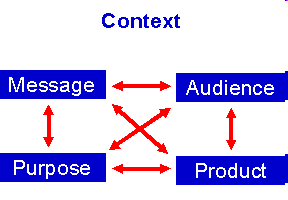 Context
Message
Audience
Purpose
Product